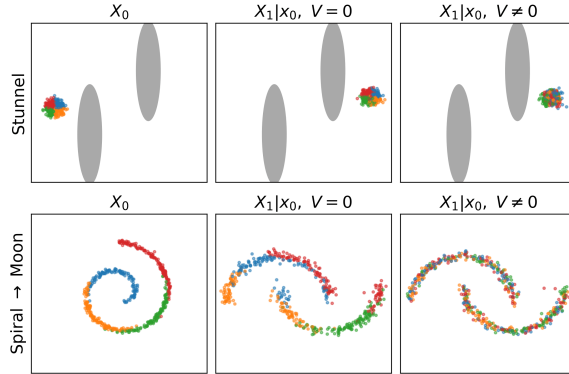 X₀
X₁|x₀, V = 0
X₁|x₀, V ≠ 0
Stunnel
X₀
X₁|x₀, V = 0
X₁|x₀, V ≠ 0
Spiral → Moon